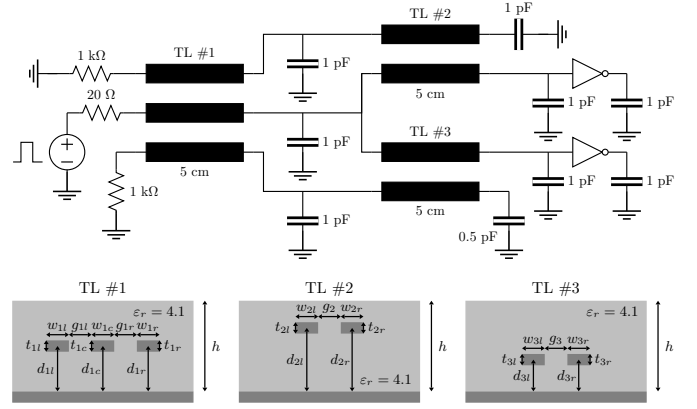 TL #2
1 pF
1 kΩ
TL #1
1 pF
20 Ω
5 cm
1 pF
1 pF
TL #3
1 pF
5 cm
1 kΩ
1 pF
1 pF
1 pF
5 cm
0.5 pF
TL #1
TL #2
TL #3
εr = 4.1
w1l g1l w1c g1r w1r
t1l t1c t1r
d1l d1c d1r
h
w2l g2 w2r
t2l t2r
d2l d2r
εr = 4.1
h
εr = 4.1
w3l g3 w3r
t3l t3r
d3l d3r
h